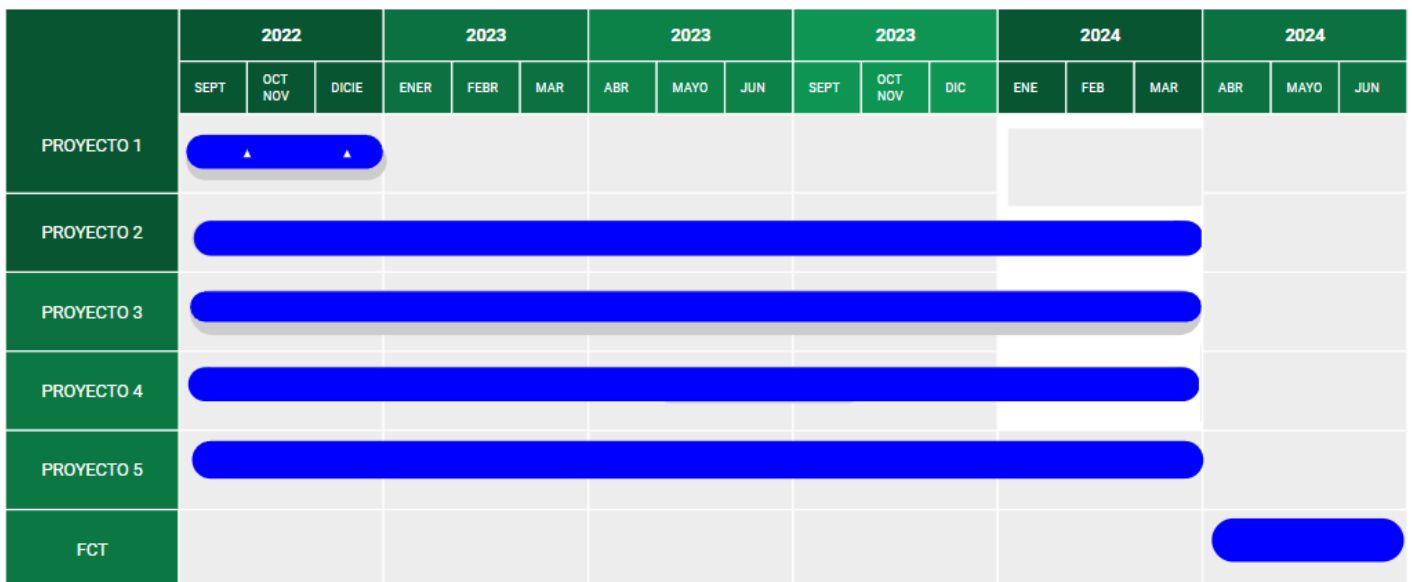 2022 2023 2023 2023 2024 2024
SEPT OCT NOV DICIE ENER FEBR MAR ABR MAYO JUN SEPT OCT NOV DIC ENE FEB MAR ABR MAYO JUN
PROYECTO 1
PROYECTO 2
PROYECTO 3
PROYECTO 4
PROYECTO 5
FCT